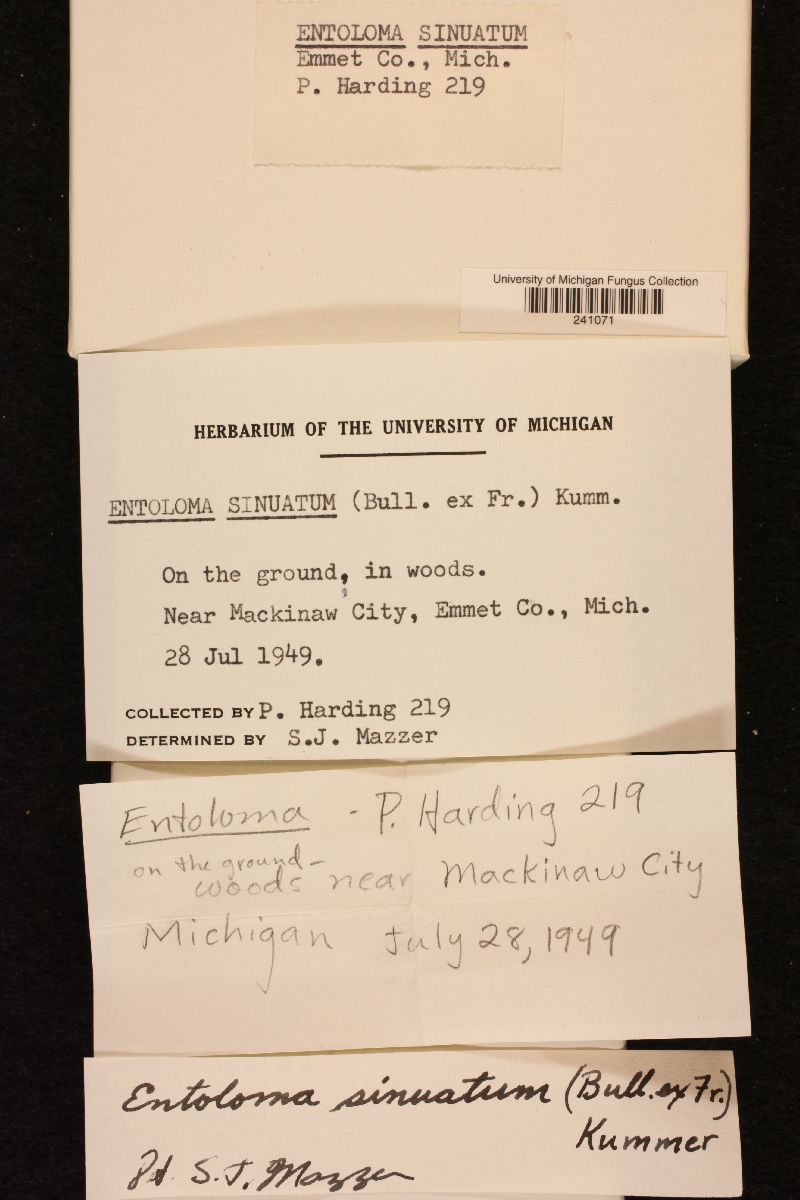 ENTOLOMA SINUATUM
Emmet Co., Mich.
P. Harding 219
University of Michigan Fungus Collection
241071
HERBARIUM OF THE UNIVERSITY OF MICHIGAN
ENTOLOMA SINUATUM (Bull. ex Fr.) Kumm.
On the ground, in woods.
Near Mackinaw City, Emmet Co., Mich.
28 Jul 1949.
COLLECTED BY P. Harding 219
DETERMINED BY S.J. Mazzer
Entoloma - P. Harding 219
on the ground -
woods near Mackinaw City
Michigan July 28, 1949
Entoloma sinuatum (Bull. ex Fr.)
Kummer
S. J. Mazzer